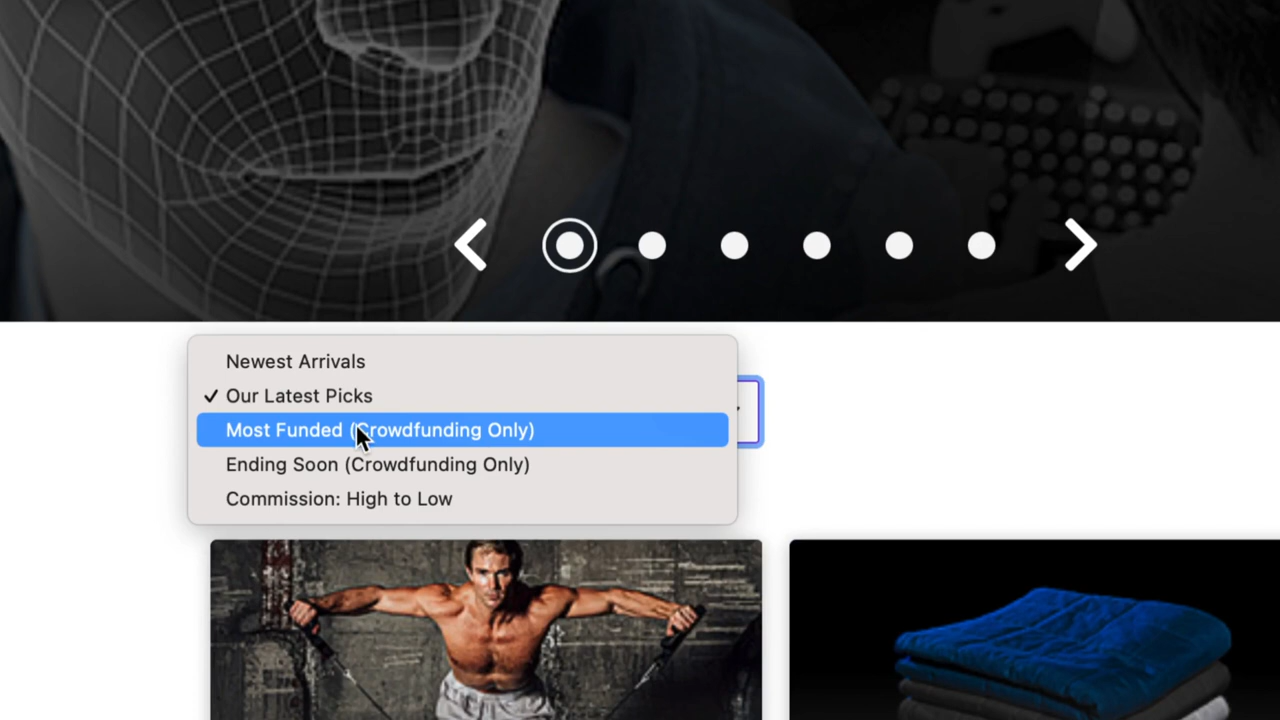 Newest Arrivals
✓ Our Latest Picks
Most Funded (Crowdfunding Only)
Ending Soon (Crowdfunding Only)
Commission: High to Low